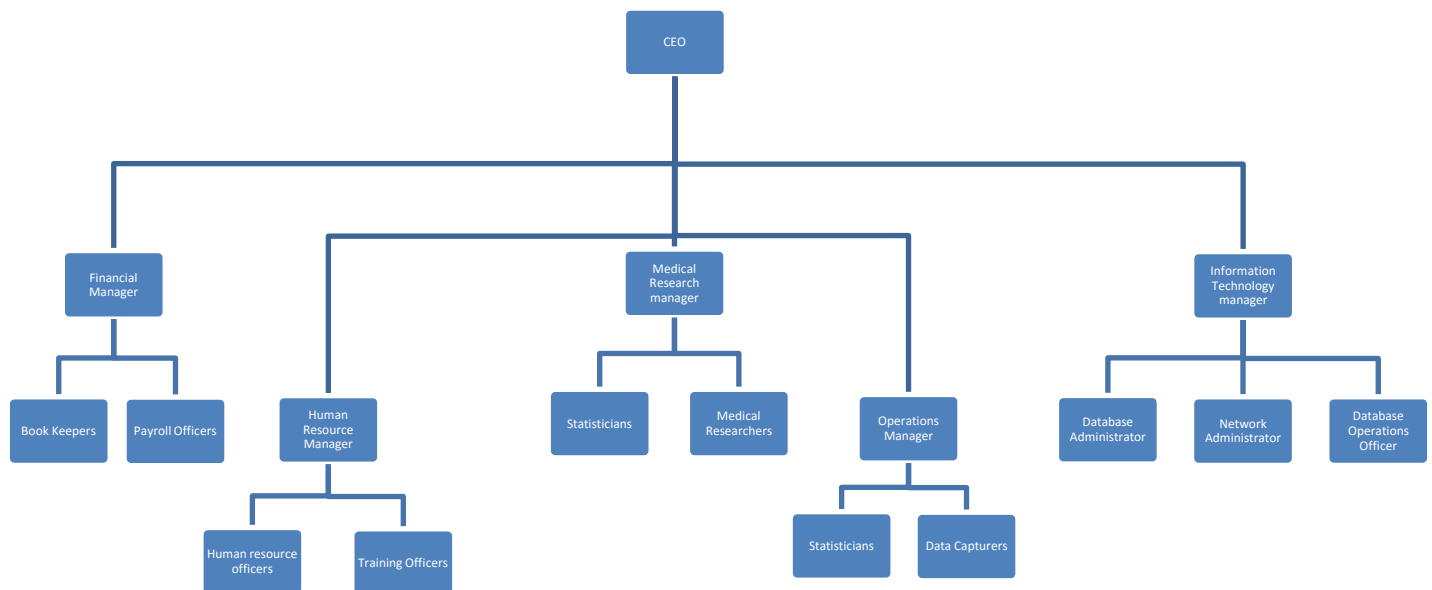 CEO
Financial
Manager
Medical
Research
manager
Information
Technology
manager
Book Keepers
Payroll Officers
Human
Resource
Manager
Statisticians
Medical
Researchers
Operations
Manager
Database
Administrator
Network
Administrator
Database
Operations
Officer
Human resource
officers
Training Officers
Statisticians
Data Capturers